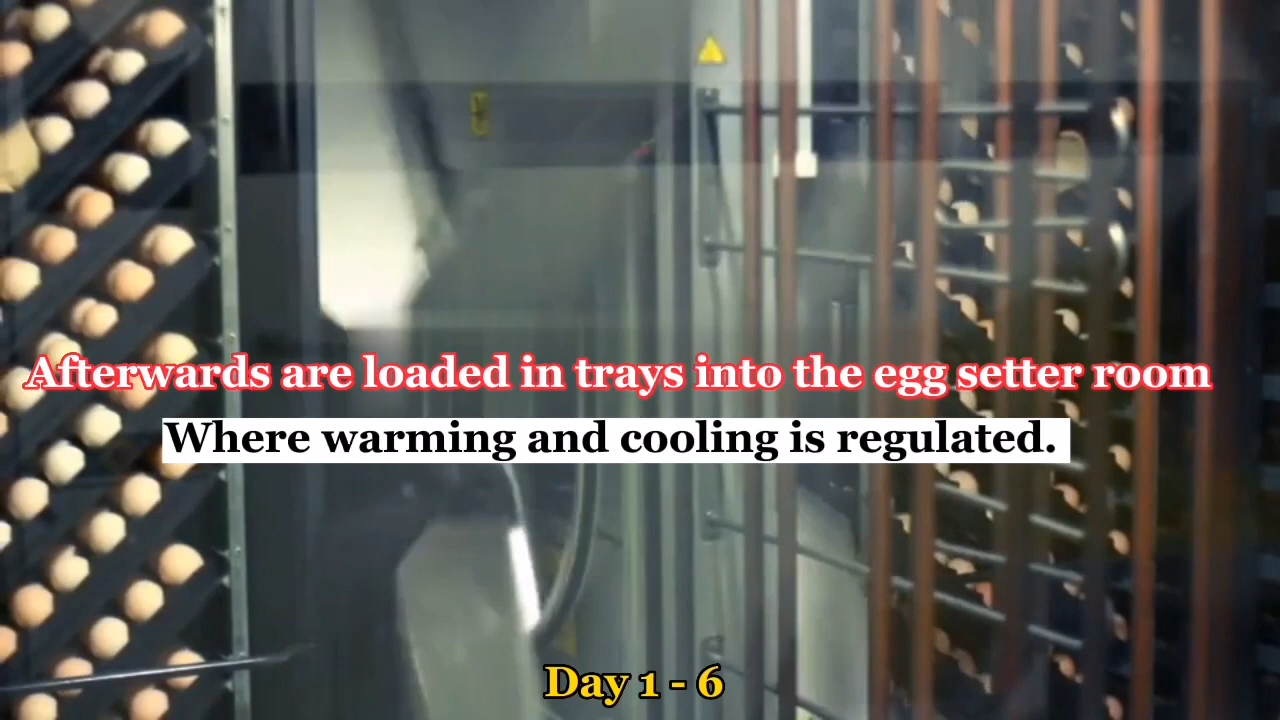 Afterwards are loaded in trays into the egg setter room
Where warming and cooling is regulated.
Day 1 - 6